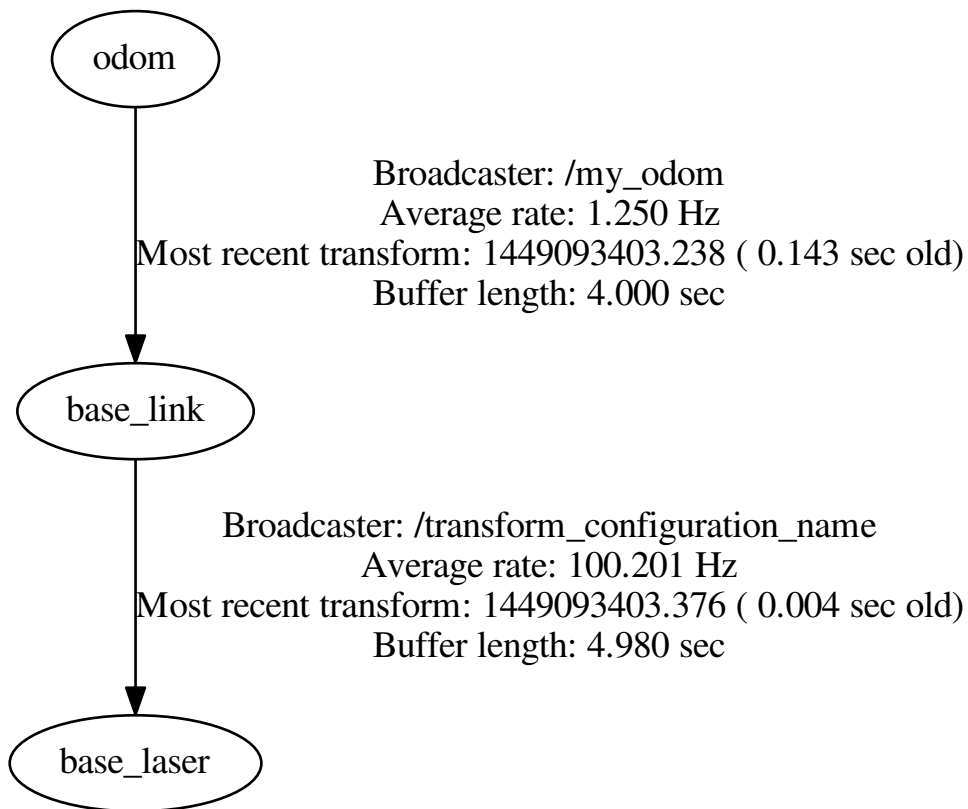 odom
Broadcaster: /my_odom
Average rate: 1.250 Hz
Most recent transform: 1449093403.238 ( 0.143 sec old)
Buffer length: 4.000 sec
base_link
Broadcaster: /transform_configuration_name
Average rate: 100.201 Hz
Most recent transform: 1449093403.376 ( 0.004 sec old)
Buffer length: 4.980 sec
base_laser